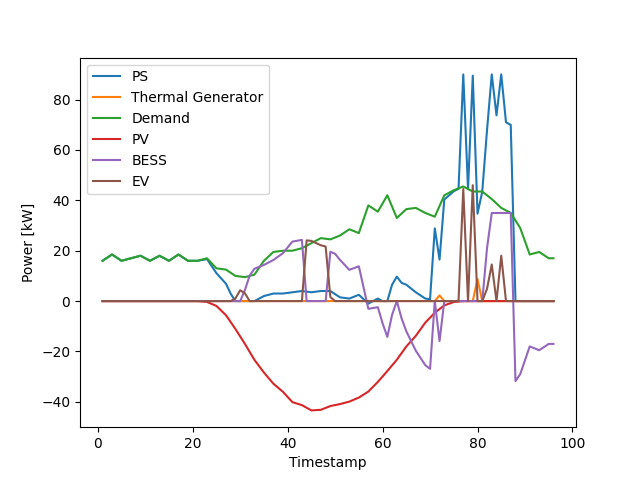 PS
Thermal Generator
Demand
PV
BESS
EV
Power [kW]
80
60
40
20
0
−20
−40
0 20 40 60 80 100
Timestamp